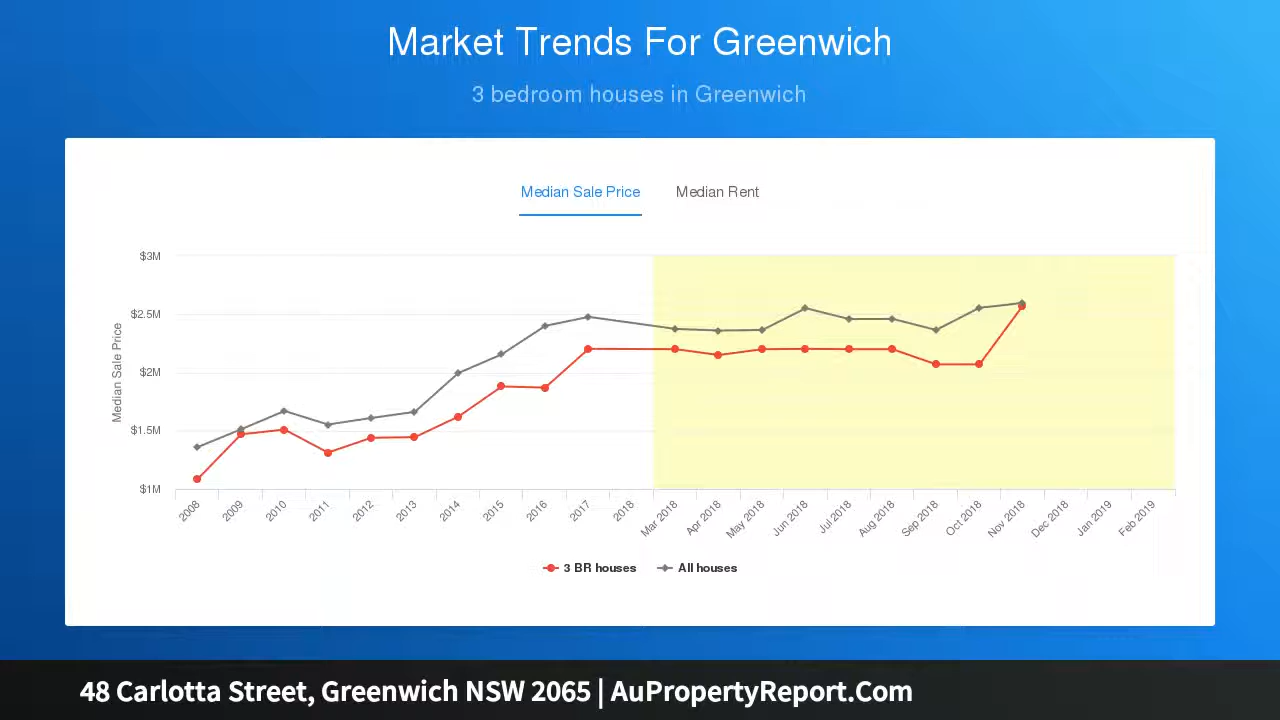 Market Trends For Greenwich
3 bedroom houses in Greenwich
Median Sale Price Median Rent
$3M
$2.5M
$2M
$1.5M
$1M
Median Sale Price
2008 2009 2010 2011 2012 2013 2014 2015 2016 2017 2018 Mar 2018 Apr 2018 May 2018 Jun 2018 Jul 2018 Aug 2018 Sep 2018 Oct 2018 Nov 2018 Dec 2018 Jan 2019 Feb 2019
3 BR houses All houses
48 Carlotta Street, Greenwich NSW 2065 | AuPropertyReport.Com